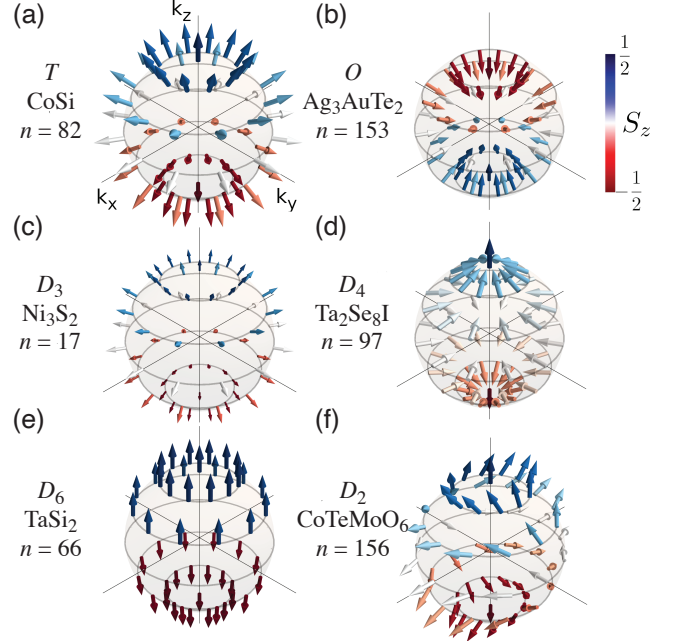 (a)
k_z
T
CoSi
n = 82
k_x
k_y
(b)
O
Ag₃AuTe₂
n = 153
1/2
S_z
-1/2
(c)
D₃
Ni₃S₂
n = 17
(d)
D₄
Ta₂Se₈I
n = 97
(e)
D₆
TaSi₂
n = 66
(f)
D₂
CoTeMoO₆
n = 156